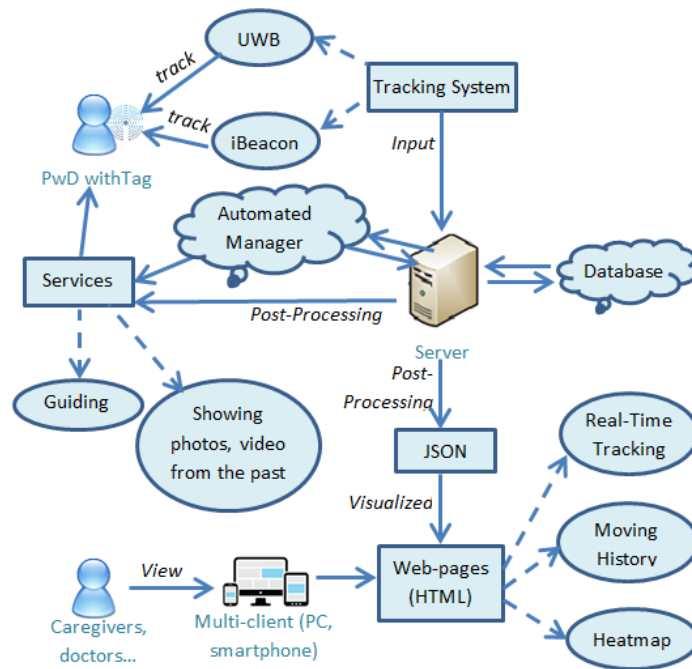 UWB
track
Tracking System
track
iBeacon
Input
PwD withTag
Automated
Manager
Services
Database
Post-Processing
Server
Post-
Processing
Guiding
Showing
photos, video
from the past
Real-Time
Tracking
JSON
Visualized
Moving
History
View
Web-pages
(HTML)
Caregivers,
doctors...
Multi-client (PC,
smartphone)
Heatmap